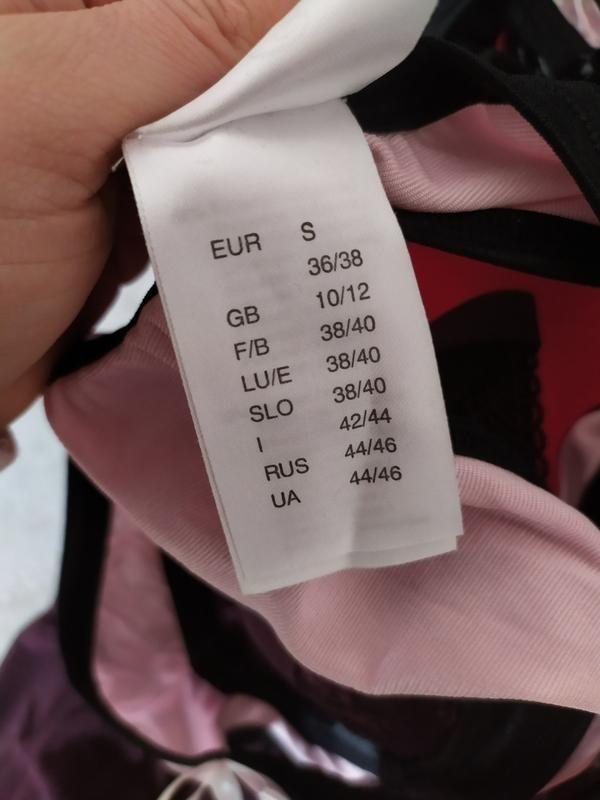 EUR S
36/38
GB 10/12
F/B 38/40
LU/E 38/40
SLO 38/40
I 42/44
RUS 44/46
UA 44/46